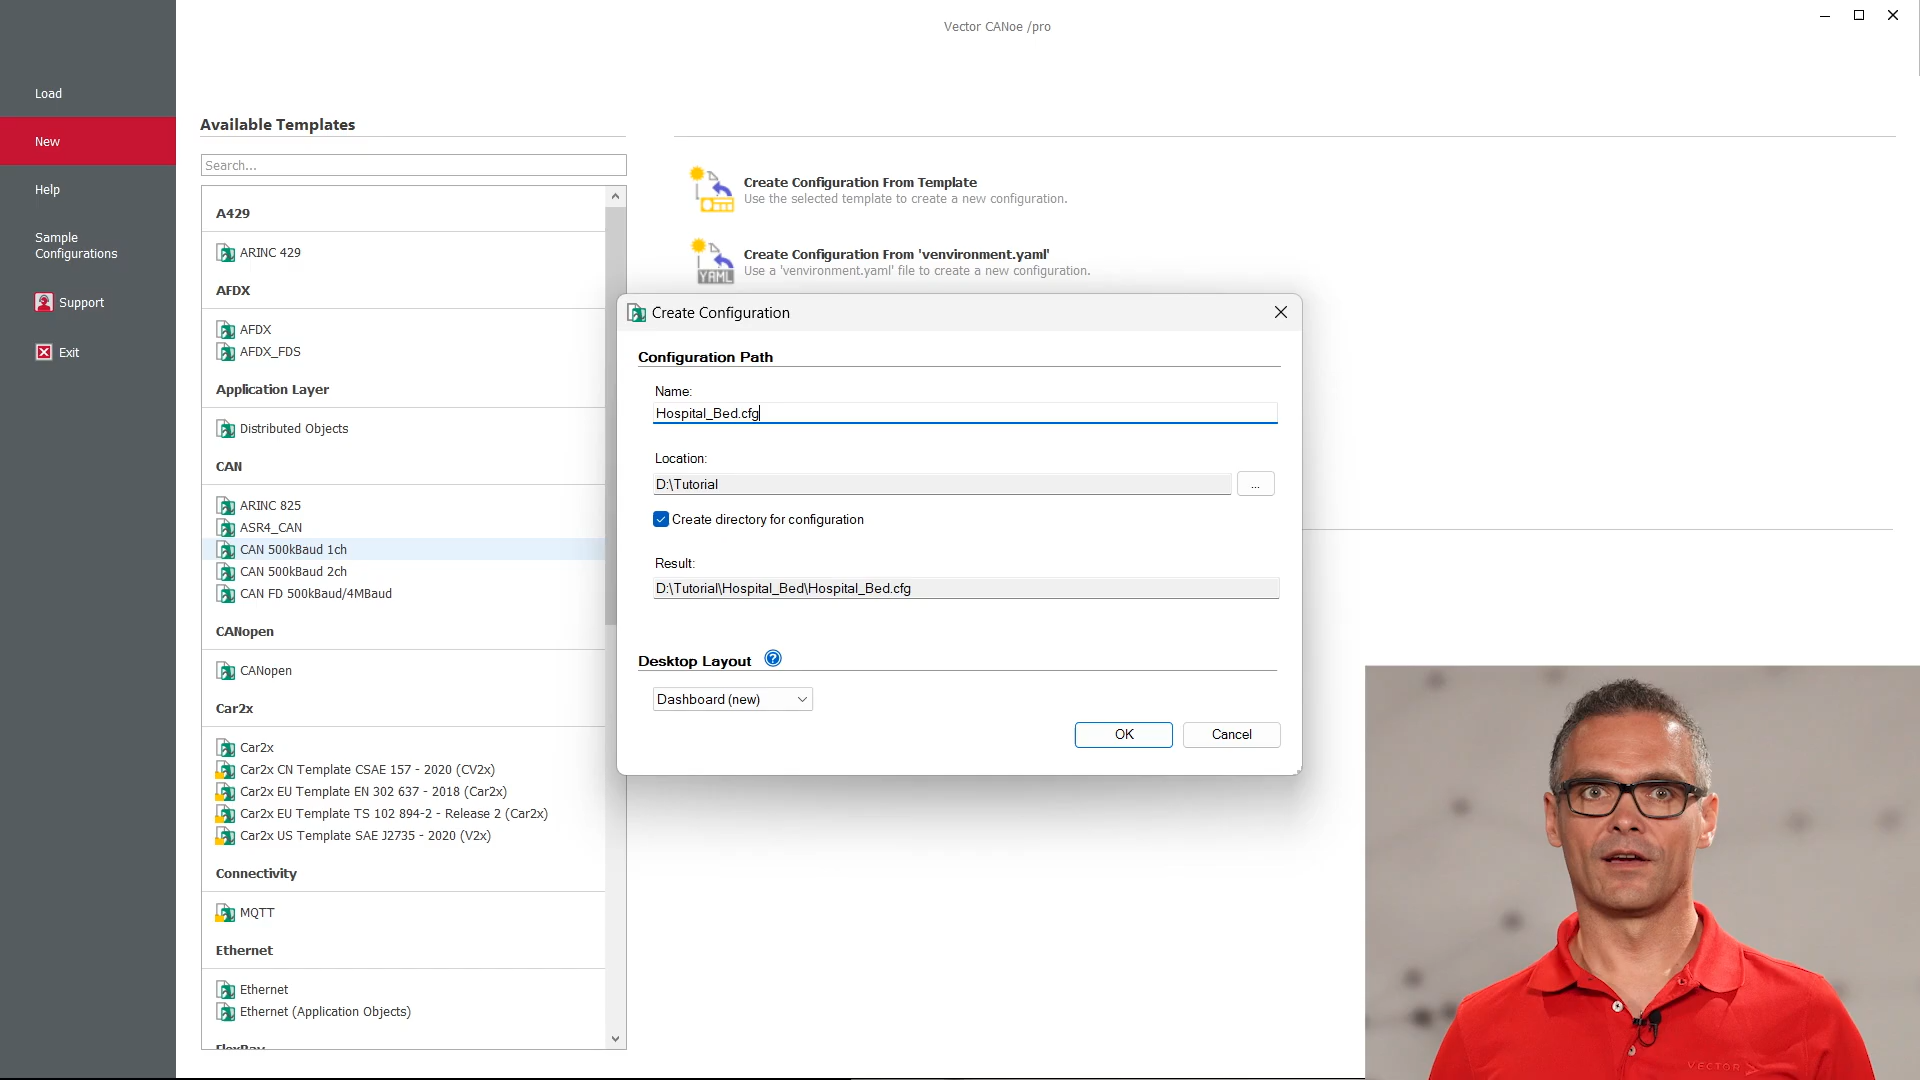 Vector CANoe /pro
Load
New
Help
Sample
Configurations
Support
Exit
Available Templates
Search...
A429
ARINC 429
AFDX
AFDX
AFDX_FDS
Application Layer
Distributed Objects
CAN
ARINC 825
ASR4_CAN
CAN 500kBaud 1ch
CAN 500kBaud 2ch
CAN FD 500kBaud/4MBaud
CANopen
CANopen
Car2x
Car2x
Car2x CN Template CSAE 157 - 2020 (CV2x)
Car2x EU Template EN 302 637 - 2018 (Car2x)
Car2x EU Template TS 102 894-2 - Release 2 (Car2x)
Car2x US Template SAE J2735 - 2020 (V2x)
Connectivity
MQTT
Ethernet
Ethernet
Ethernet (Application Objects)
FlexRay
Create Configuration From Template
Use the selected template to create a new configuration.
YAML
Create Configuration From 'venvironment.yaml'
Use a 'venvironment.yaml' file to create a new configuration.
Create Configuration
Configuration Path
Name:
Hospital_Bed.cfg
Location:
D:\Tutorial
...
Create directory for configuration
Result:
D:\Tutorial\Hospital_Bed\Hospital_Bed.cfg
Desktop Layout
?
Dashboard (new)
OK
Cancel
VECTOR